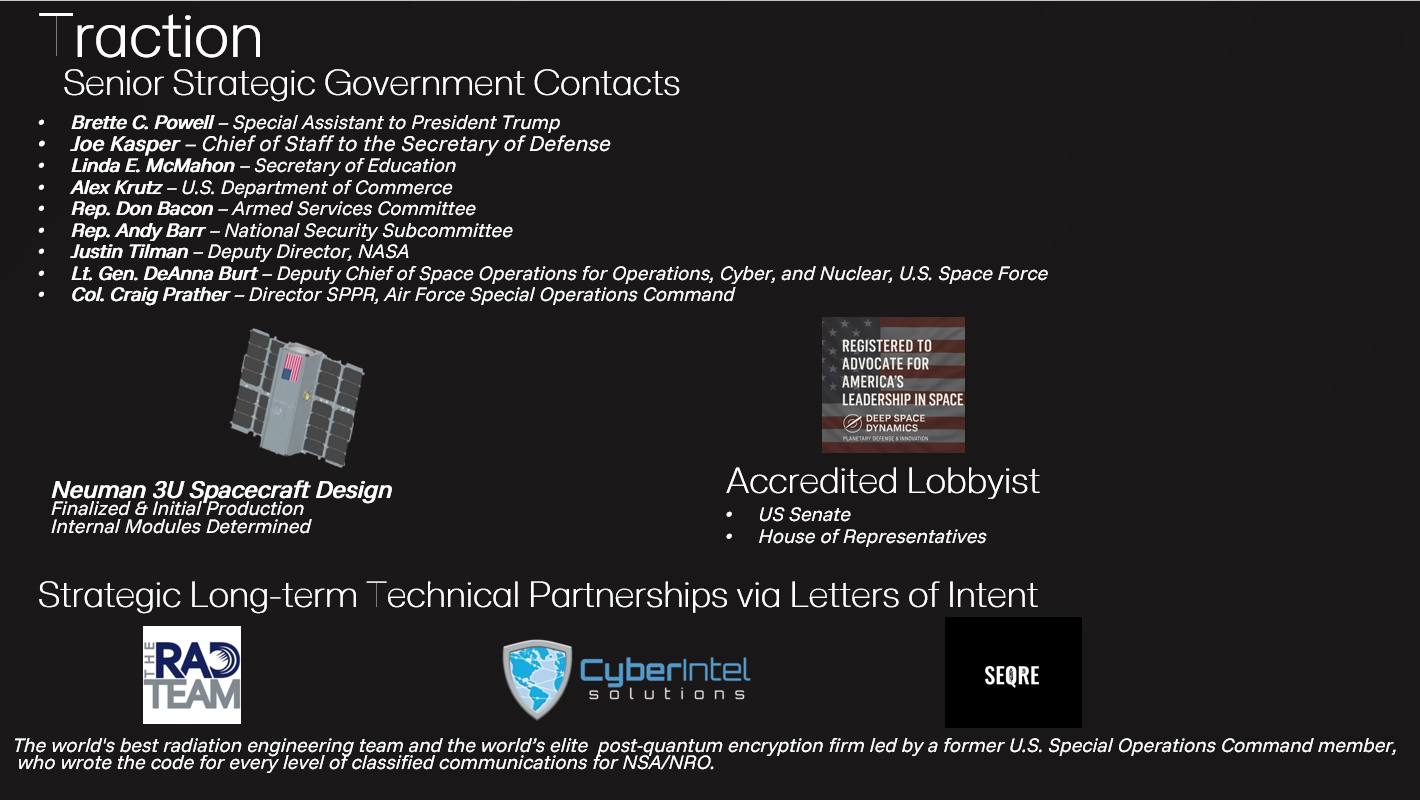 Traction
Senior Strategic Government Contacts
• Brette C. Powell – Special Assistant to President Trump
• Joe Kasper – Chief of Staff to the Secretary of Defense
• Linda E. McMahon – Secretary of Education
• Alex Krutz – U.S. Department of Commerce
• Rep. Don Bacon – Armed Services Committee
• Rep. Andy Barr – National Security Subcommittee
• Justin Tilman – Deputy Director, NASA
• Lt. Gen. DeAnna Burt – Deputy Chief of Space Operations for Operations, Cyber, and Nuclear, U.S. Space Force
• Col. Craig Prather – Director SPPR, Air Force Special Operations Command
REGISTERED TO
ADVOCATE FOR
AMERICA'S
LEADERSHIP IN SPACE
DEEP SPACE
DYNAMICS
PLANETARY DEFENSE & INNOVATION
Neuman 3U Spacecraft Design
Finalized & Initial Production
Internal Modules Determined
Accredited Lobbyist
• US Senate
• House of Representatives
Strategic Long-term Technical Partnerships via Letters of Intent
THE RAD
TEAM
CyberIntel
solutions
SEQRE
The world's best radiation engineering team and the world’s elite  post-quantum encryption firm led by a former U.S. Special Operations Command member,
who wrote the code for every level of classified communications for NSA/NRO.